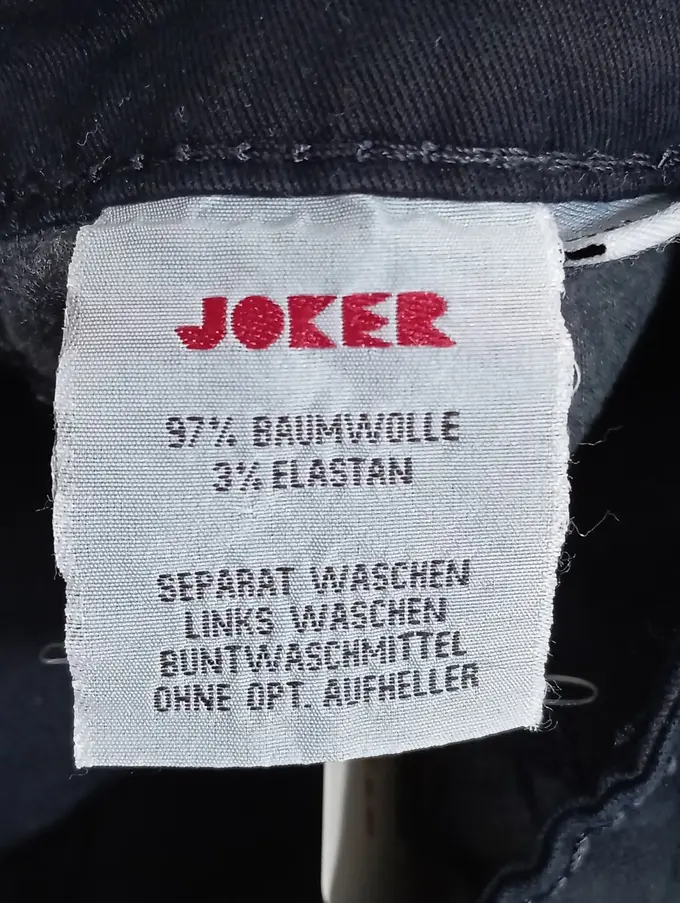 JOKER
97% BAUMWOLLE
3% ELASTAN
SEPARAT WASCHEN
LINKS WASCHEN
BUNTWASCHMITTEL
OHNE OPT. AUFHELLER